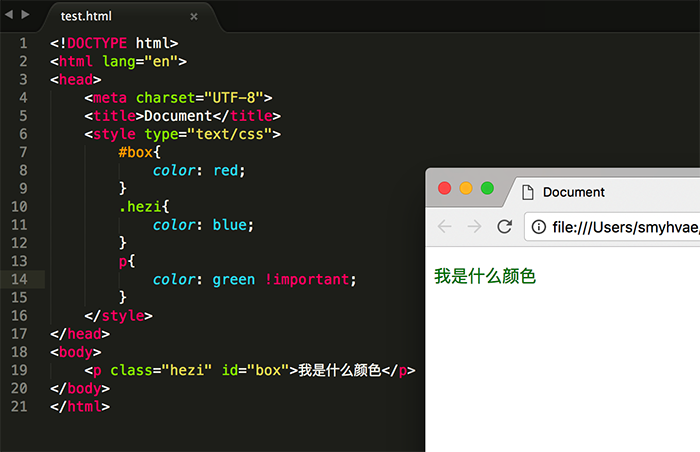 test.html
1 <!DOCTYPE html>
2 <html lang="en">
3 <head>
4 <meta charset="UTF-8">
5 <title>Document</title>
6 <style type="text/css">
7 #box{
8 color: red;
9 }
10 .hezi{
11 color: blue;
12 }
13 p{
14 color: green !important;
15 }
16 </style>
17 </head>
18 <body>
19 <p class="hezi" id="box">我是什么颜色</p>
20 </body>
21 </html>
Document
file:///Users/smyhvae/
我是什么颜色